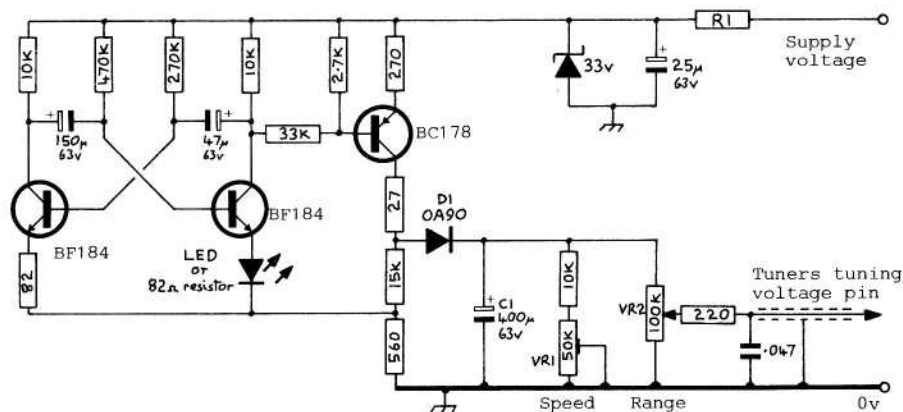 R1
Supply
voltage
10K
470K
270K
10K
2.7K
270
33v
+
25μ
63v
+
150μ
63v
+
47μ
63v
33K
BC178
BF184
BF184
27
D1
OA90
82
LED
or
82Ω resistor
15K
560
+
C1
400μ
63v
10K
50K
VR1
VR2
100K
220
.047
Tuners tuning
voltage pin
Speed
Range
0v